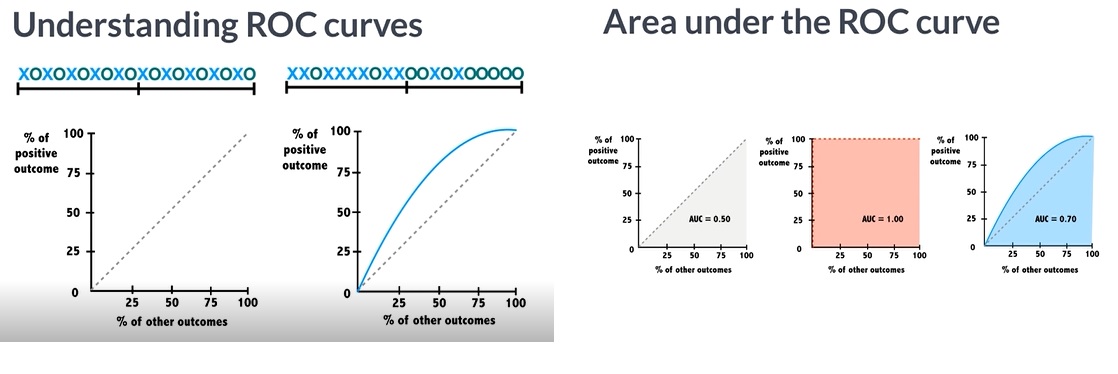 Understanding ROC curves
XOXOXOXOXOXOXOXOXOXO
XXOXXXXOXXOOXOXOOOOO
% of
positive
outcome
100
75
50
25
0
25 50 75 100
% of other outcomes
% of
positive
outcome
100
75
50
25
0
25 50 75 100
% of other outcomes
Area under the ROC curve
% of
positive
outcome
100
75
50
25
0
AUC = 0.50
25 50 75 100
% of other outcomes
% of
positive
outcome
100
75
50
25
0
AUC = 1.00
25 50 75 100
% of other outcomes
% of
positive
outcome
100
75
50
25
0
AUC = 0.70
25 50 75 100
% of other outcomes